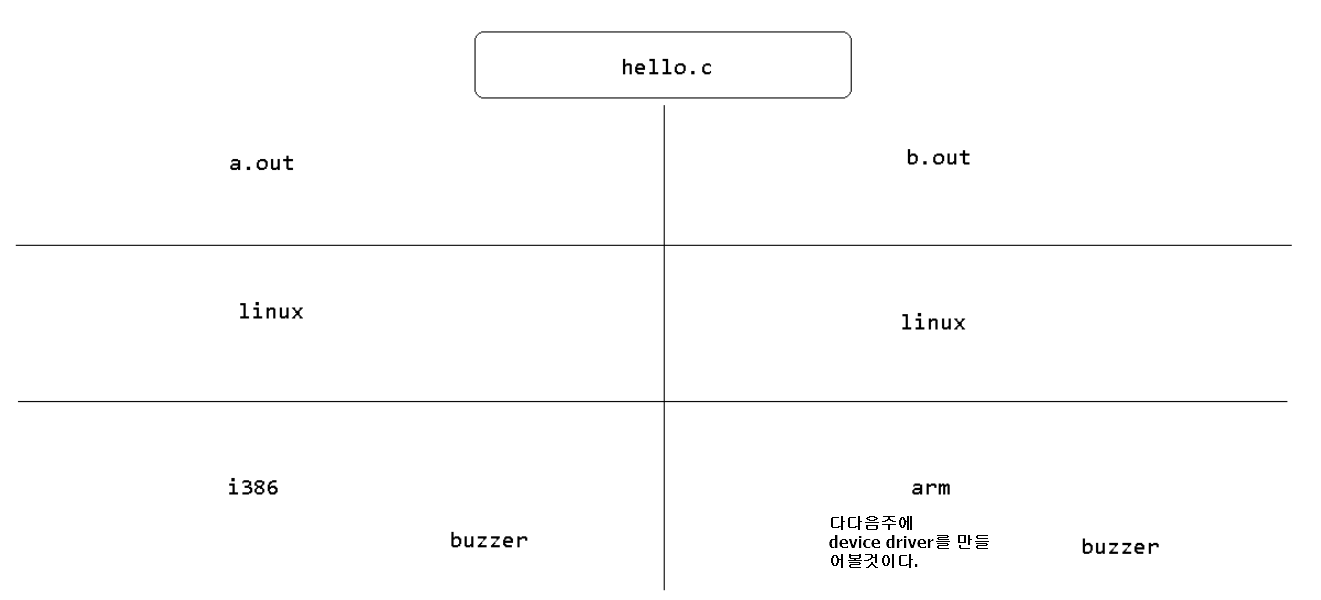 hello.c
a.out
b.out
linux
linux
i386
arm
다다음주에
device driver를 만들
어볼것이다.
buzzer
buzzer